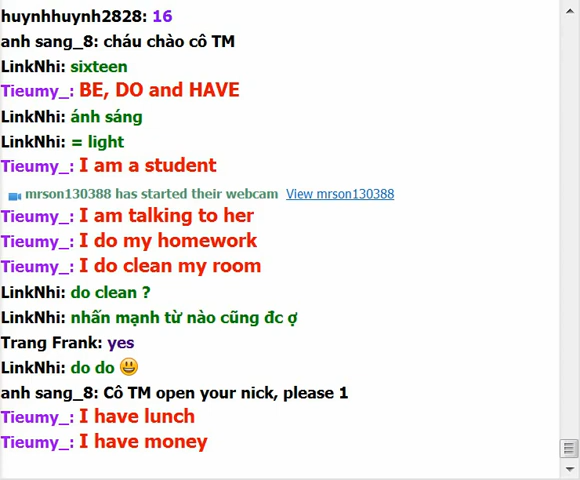 huynhhuynh2828: 16
anh sang_8: cháu chào cô TM
LinkNhi: sixteen
Tieumy_: BE, DO and HAVE
LinkNhi: ánh sáng
LinkNhi: = light
Tieumy_: I am a student
mrson130388 has started their webcam View mrson130388
Tieumy_: I am talking to her
Tieumy_: I do my homework
Tieumy_: I do clean my room
LinkNhi: do clean ?
LinkNhi: nhấn mạnh từ nào cũng đc ợ
Trang Frank: yes
LinkNhi: do do 😃
anh sang_8: Cô TM open your nick, please 1
Tieumy_: I have lunch
Tieumy_: I have money